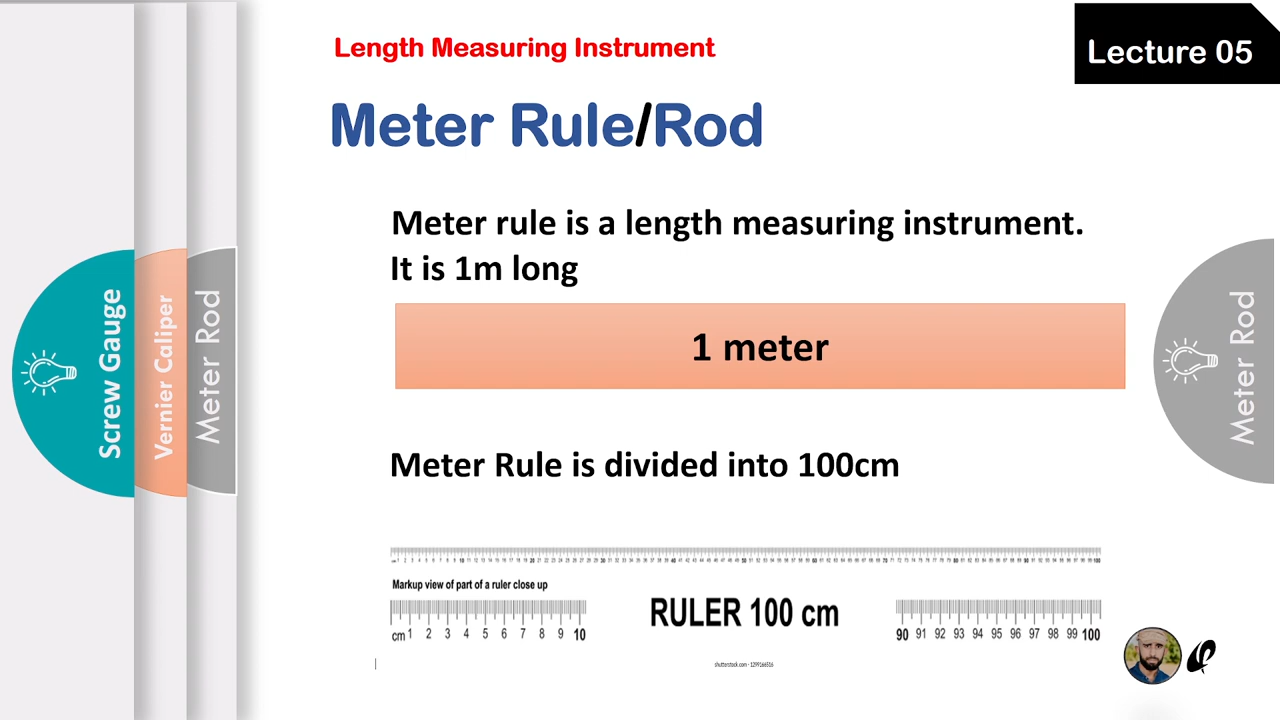 Length Measuring Instrument
Lecture 05
Meter Rule/Rod
Meter rule is a length measuring instrument.
It is 1m long
1 meter
Screw Gauge
Vernier Caliper
Meter Rod
Meter Rod
Meter Rule is divided into 100cm
Markup view of part of a ruler close up
RULER 100 cm
cm 1 2 3 4 5 6 7 8 9 10
90 91 92 93 94 95 96 97 98 99 100
shutterstock.com · 1299166516